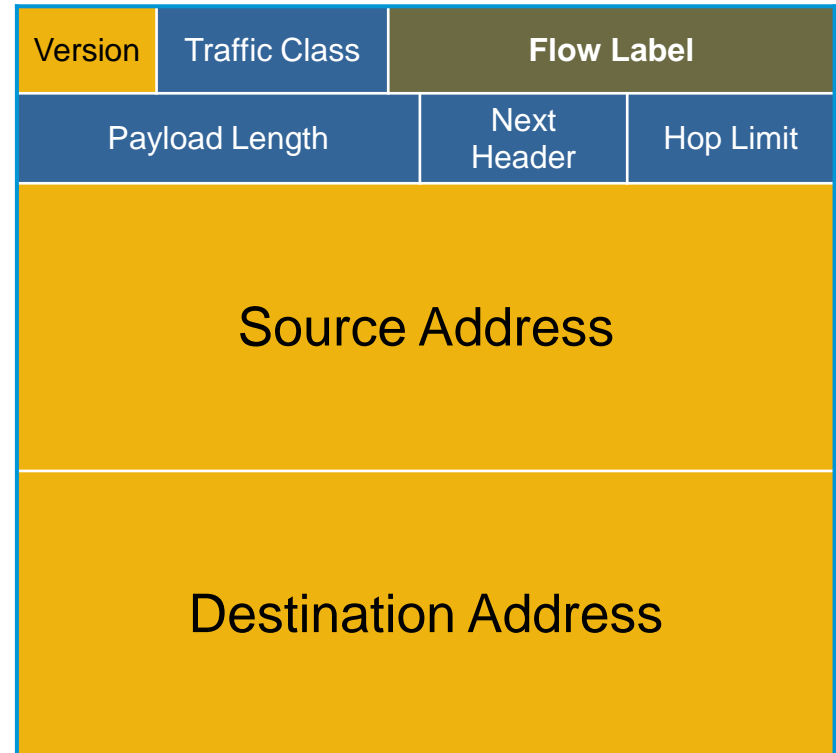 Version
Traffic Class
Flow Label
Payload Length
Next
Header
Hop Limit
Source Address
Destination Address